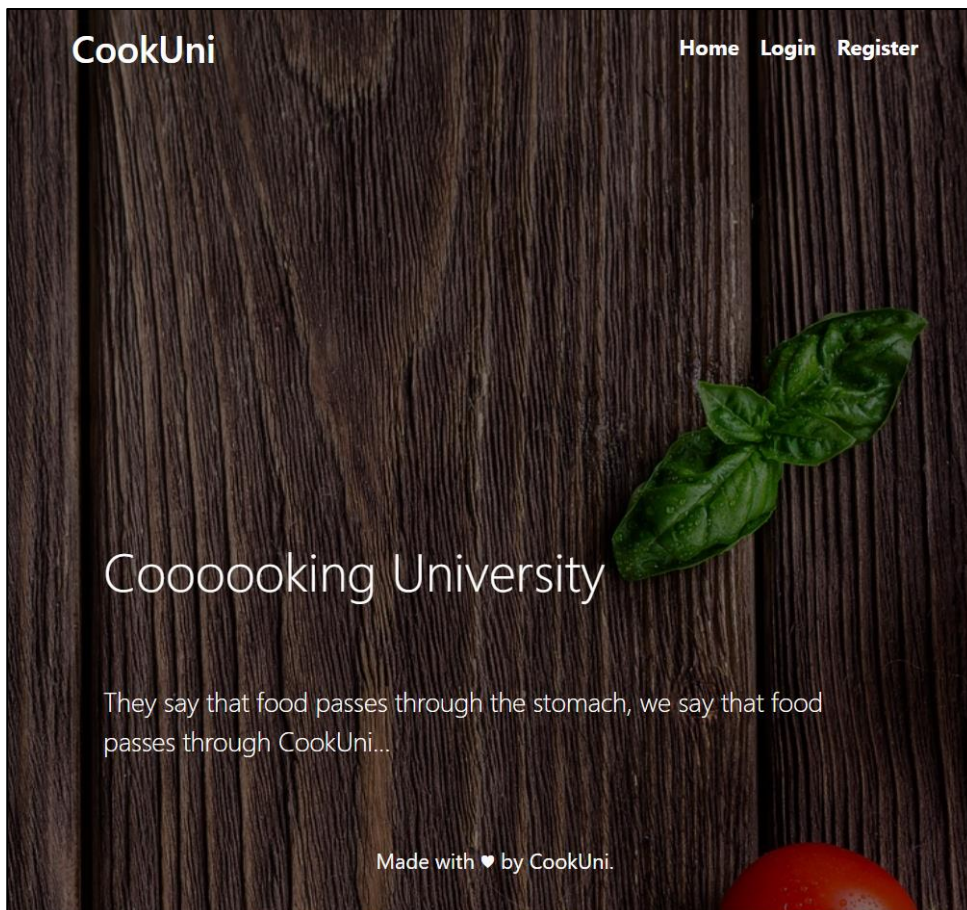 CookUni
Home Login Register
Coooooking University
They say that food passes through the stomach, we say that food
passes through CookUni...
Made with ♥ by CookUni.